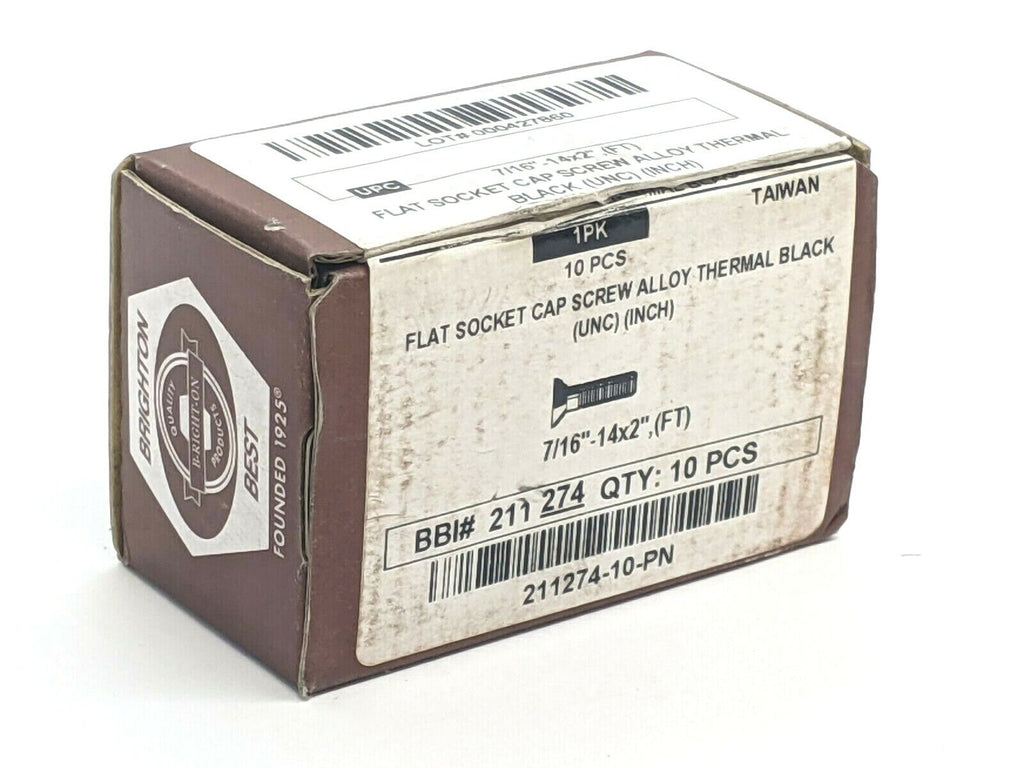 LOT# 000427860
7/16"-14x2",(FT)
UPC
FLAT SOCKET CAP SCREW ALLOY THERMAL
BLACK (UNC) (INCH)
TAIWAN
1PK
10 PCS
FLAT SOCKET CAP SCREW ALLOY THERMAL BLACK
(UNC) (INCH)
7/16"-14x2",(FT)
BBI# 211 274 QTY: 10 PCS
211274-10-PN
BRIGHTON
BEST
QUALITY
B-RIGHT-ON
PRODUCTS
FOUNDED 1925®